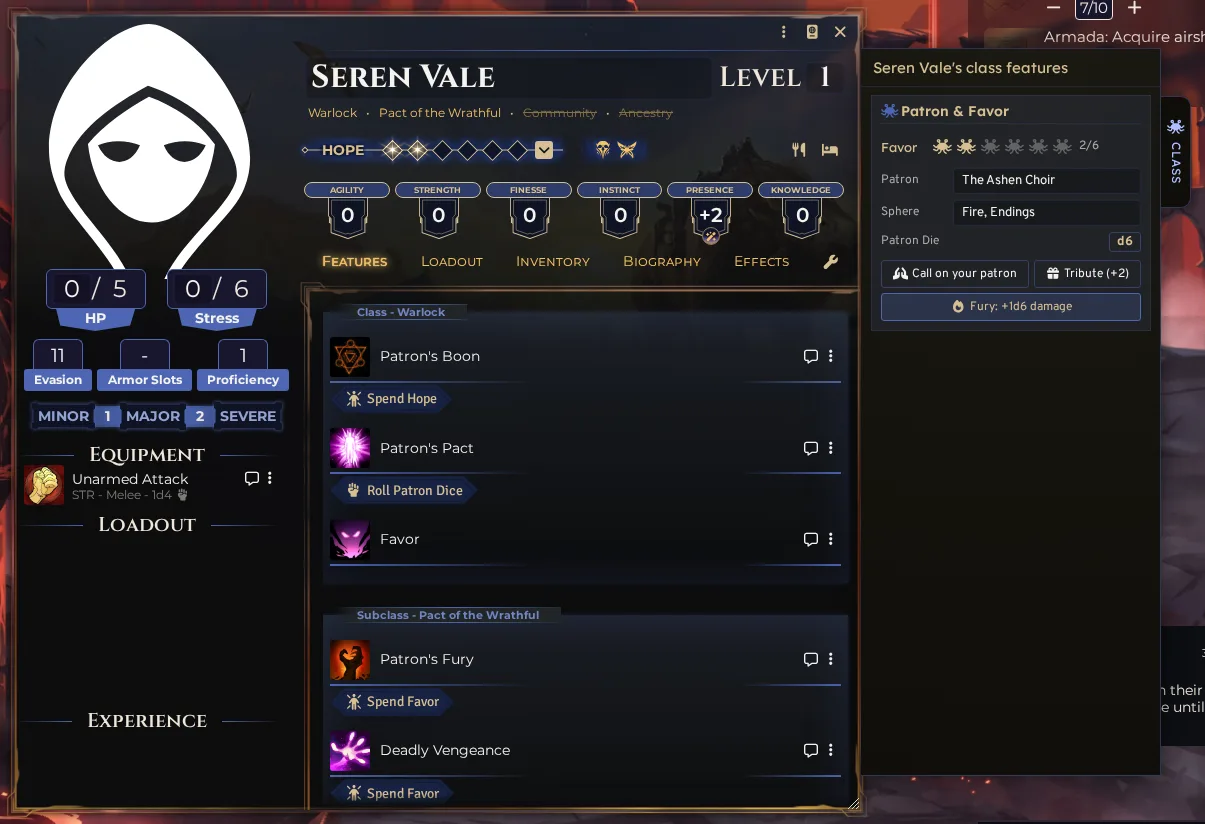 7/10
Armada: Acquire airsh
SEREN VALE
LEVEL 1
Warlock · Pact of the Wrathful · Community · Ancestry
HOPE
AGILITY STRENGTH FINESSE INSTINCT PRESENCE KNOWLEDGE
0 0 0 0 +2 0
FEATURES LOADOUT INVENTORY BIOGRAPHY EFFECTS
0 / 5
HP
0 / 6
Stress
11
Evasion
-
Armor Slots
1
Proficiency
MINOR 1 MAJOR 2 SEVERE
EQUIPMENT
Unarmed Attack
STR - Melee - 1d4
LOADOUT
EXPERIENCE
Class - Warlock
Patron's Boon
Spend Hope
Patron's Pact
Roll Patron Dice
Favor
Subclass - Pact of the Wrathful
Patron's Fury
Spend Favor
Deadly Vengeance
Spend Favor
Seren Vale's class features
Patron & Favor
Favor 2/6
Patron The Ashen Choir
Sphere Fire, Endings
Patron Die d6
Call on your patron
Tribute (+2)
Fury: +1d6 damage
CLASS
n their
e until